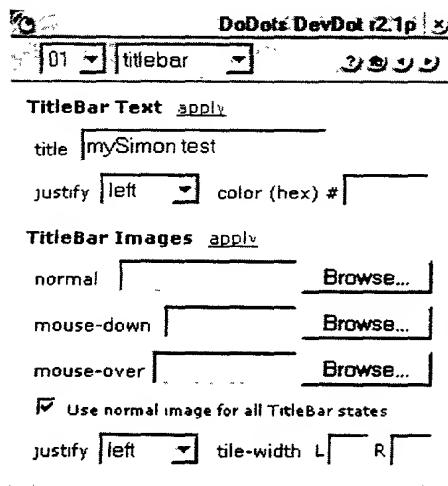 DoDots DevDot r2.1p x
01 titlebar ?
TitleBar Text apply
title mySimon test
justify left color (hex) #
TitleBar Images apply
normal Browse...
mouse-down Browse...
mouse-over Browse...
Use normal image for all TitleBar states
justify left tile-width L R